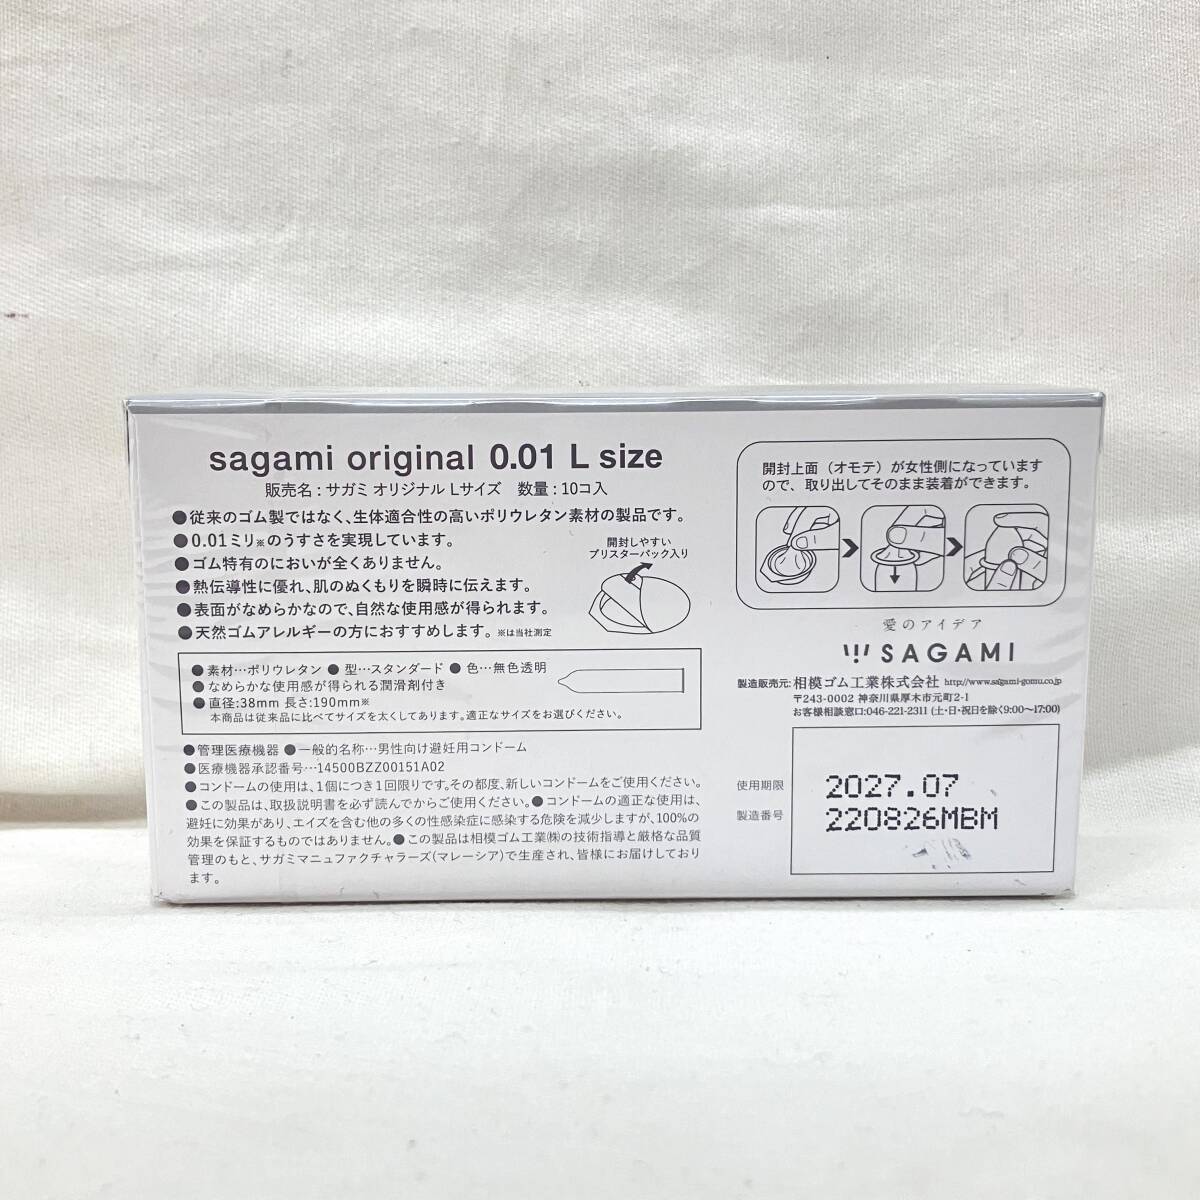 sagami original 0.01 L size
販売名：サガミ オリジナル Lサイズ　数量：10コ入
●従来のゴム製ではなく、生体適合性の高いポリウレタン素材の製品です。
●0.01ミリ※のうすさを実現しています。
●ゴム特有のにおいが全くありません。
●熱伝導性に優れ、肌のぬくもりを瞬時に伝えます。
●表面がなめらかなので、自然な使用感が得られます。
●天然ゴムアレルギーの方におすすめします。※は当社測定
開封しやすい
ブリスターパック入り
●素材…ポリウレタン ●型…スタンダード ●色…無色透明
●なめらかな使用感が得られる潤滑剤付き
●直径:38mm 長さ:190mm※
本商品は従来品に比べてサイズを太くしてあります。適正なサイズをお選びください。
●管理医療機器 ●一般的名称…男性向け避妊用コンドーム
●医療機器承認番号…14500BZZ00151A02
●コンドームの使用は、1個につき1回限りです。その都度、新しいコンドームをご使用ください。
●この製品は、取扱説明書を必ず読んでからご使用ください。●コンドームの適正な使用は、
避妊に効果があり、エイズを含む他の多くの性感染症に感染する危険を減少しますが、100%の
効果を保証するものではありません。●この製品は相模ゴム工業㈱の技術指導と厳格な品質
管理のもと、サガミマニュファクチャラーズ(マレーシア)で生産され、皆様にお届けしており
ます。
開封上面（オモテ）が女性側になっています
ので、取り出してそのまま装着ができます。
愛のアイデア
SAGAMI
製造販売元:相模ゴム工業株式会社 http://www.sagami-gomu.co.jp
〒243-0002 神奈川県厚木市元町2-1
お客様相談窓口:046-221-2311 (土・日・祝日を除く9:00〜17:00)
使用期限 2027.07
製造番号 220826MBM